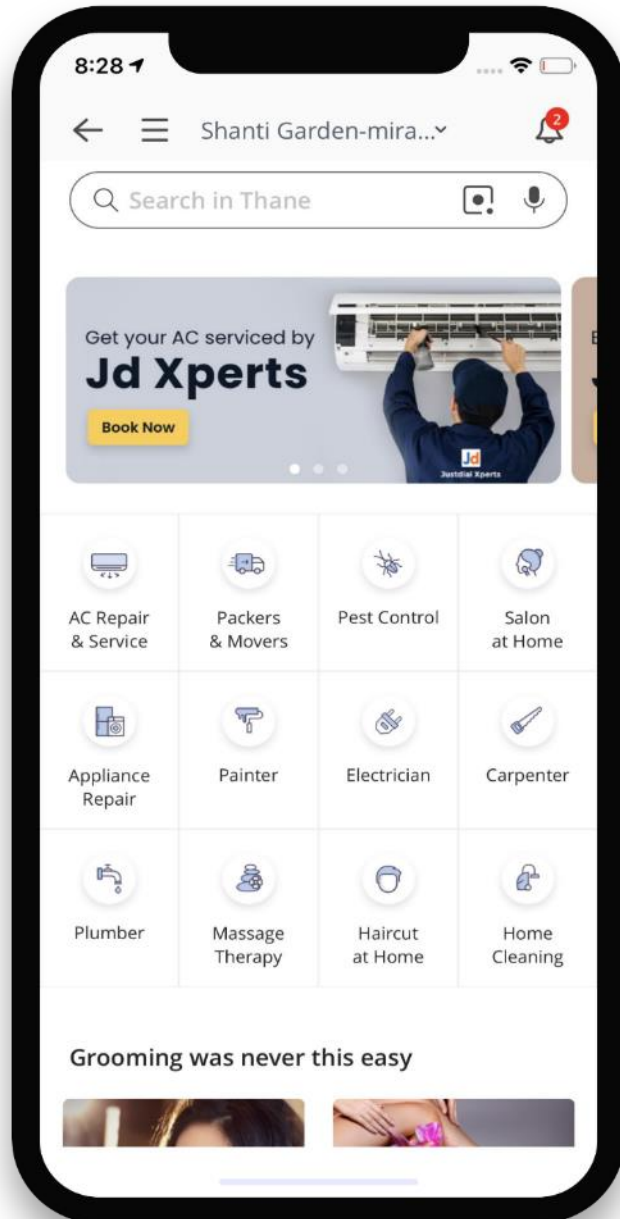 8:28
2
Shanti Garden-mira...
Search in Thane
Get your AC serviced by
Jd Xperts
Book Now
Jd
Justdial Xperts
AC Repair
& Service
Packers
& Movers
Pest Control
Salon
at Home
Appliance
Repair
Painter
Electrician
Carpenter
Plumber
Massage
Therapy
Haircut
at Home
Home
Cleaning
Grooming was never this easy